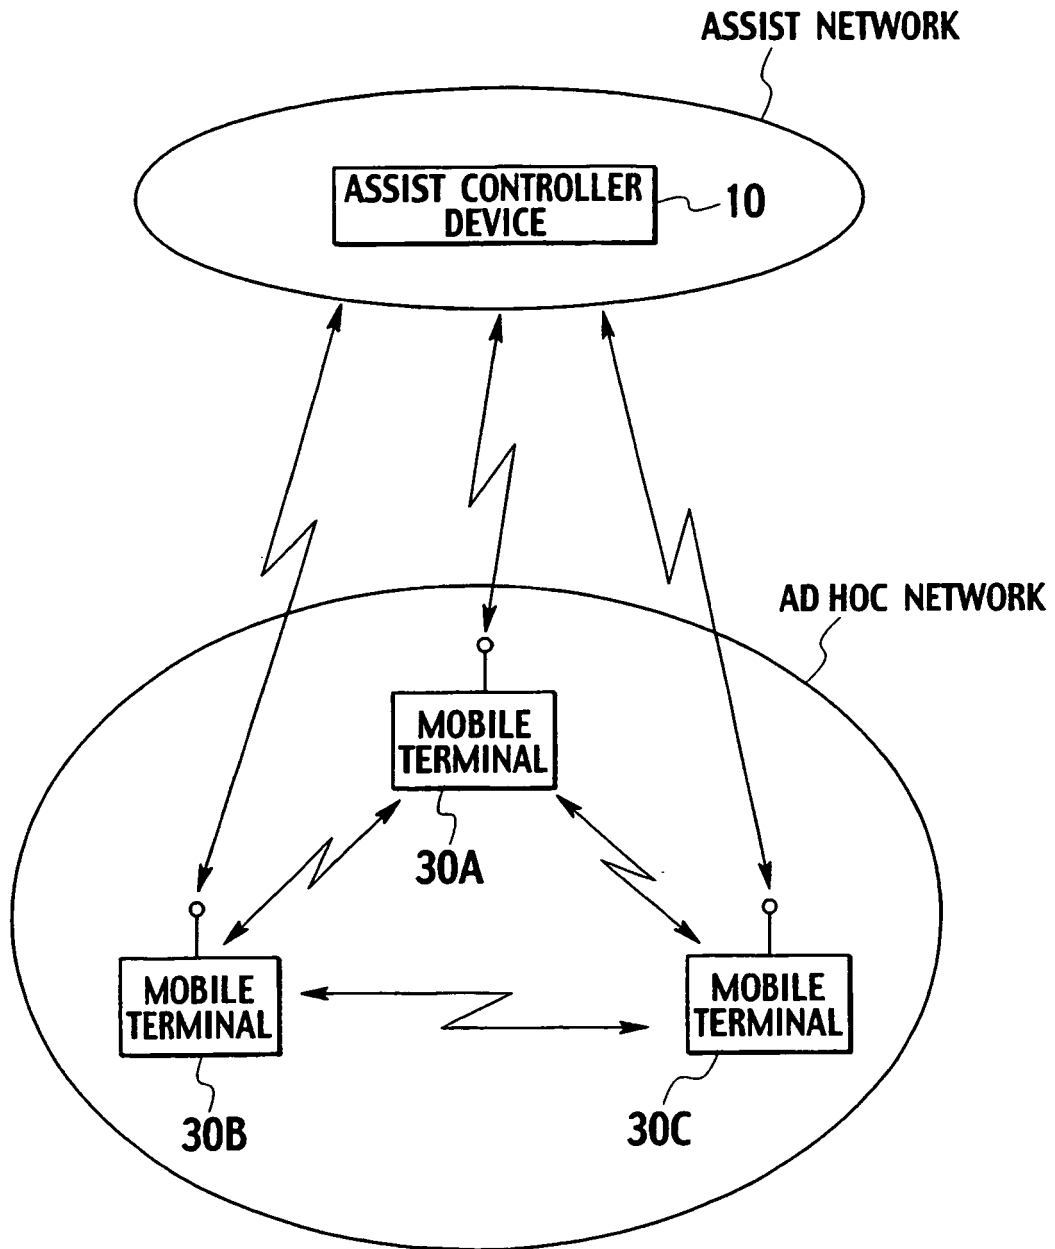 ASSIST NETWORK
ASSIST CONTROLLER
DEVICE
10
AD HOC NETWORK
MOBILE
TERMINAL
30A
MOBILE
TERMINAL
30B
MOBILE
TERMINAL
30C